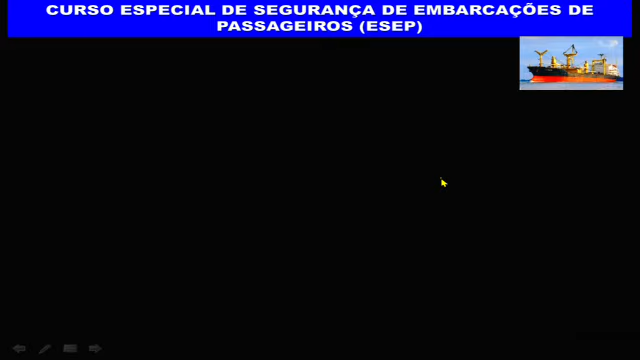 CURSO ESPECIAL DE SEGURANÇA DE EMBARCAÇÕES DE
PASSAGEIROS (ESEP)